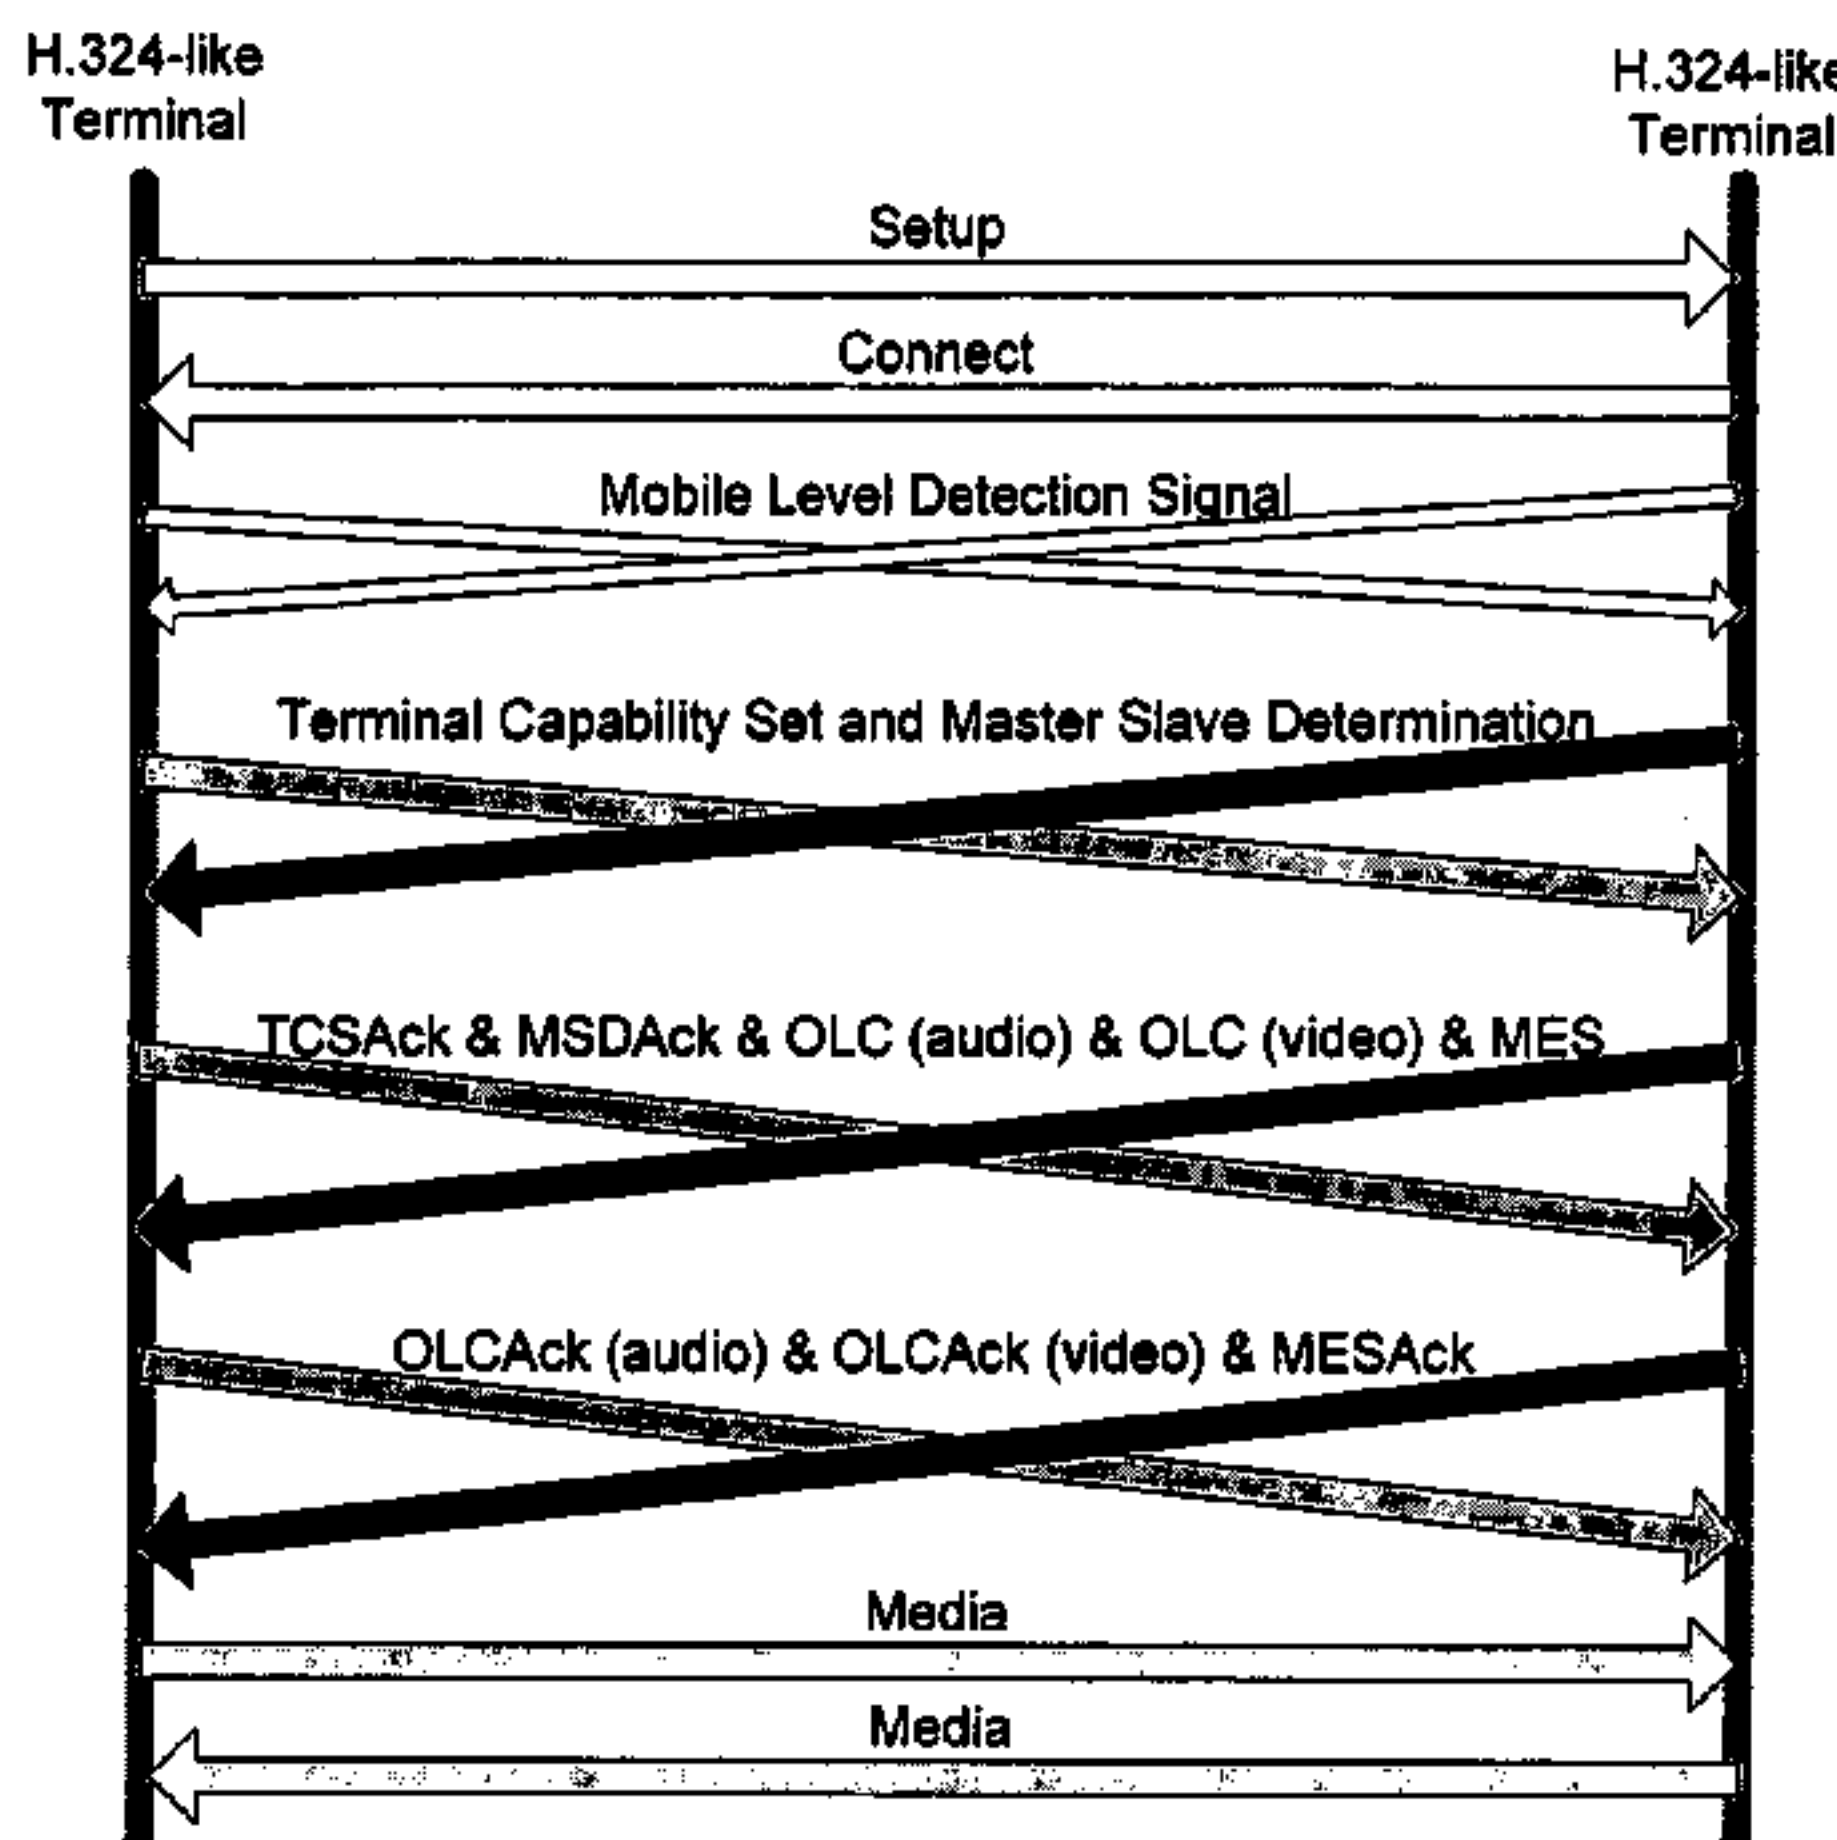 H.324-like
Terminal
H.324-like
Terminal
Setup
Connect
Mobile Level Detection Signal
Terminal Capability Set and Master Slave Determination
TCSAck & MSDAck & OLC (audio) & OLC (video) & MES
OLCAck (audio) & OLCAck (video) & MESAck
Media
Media